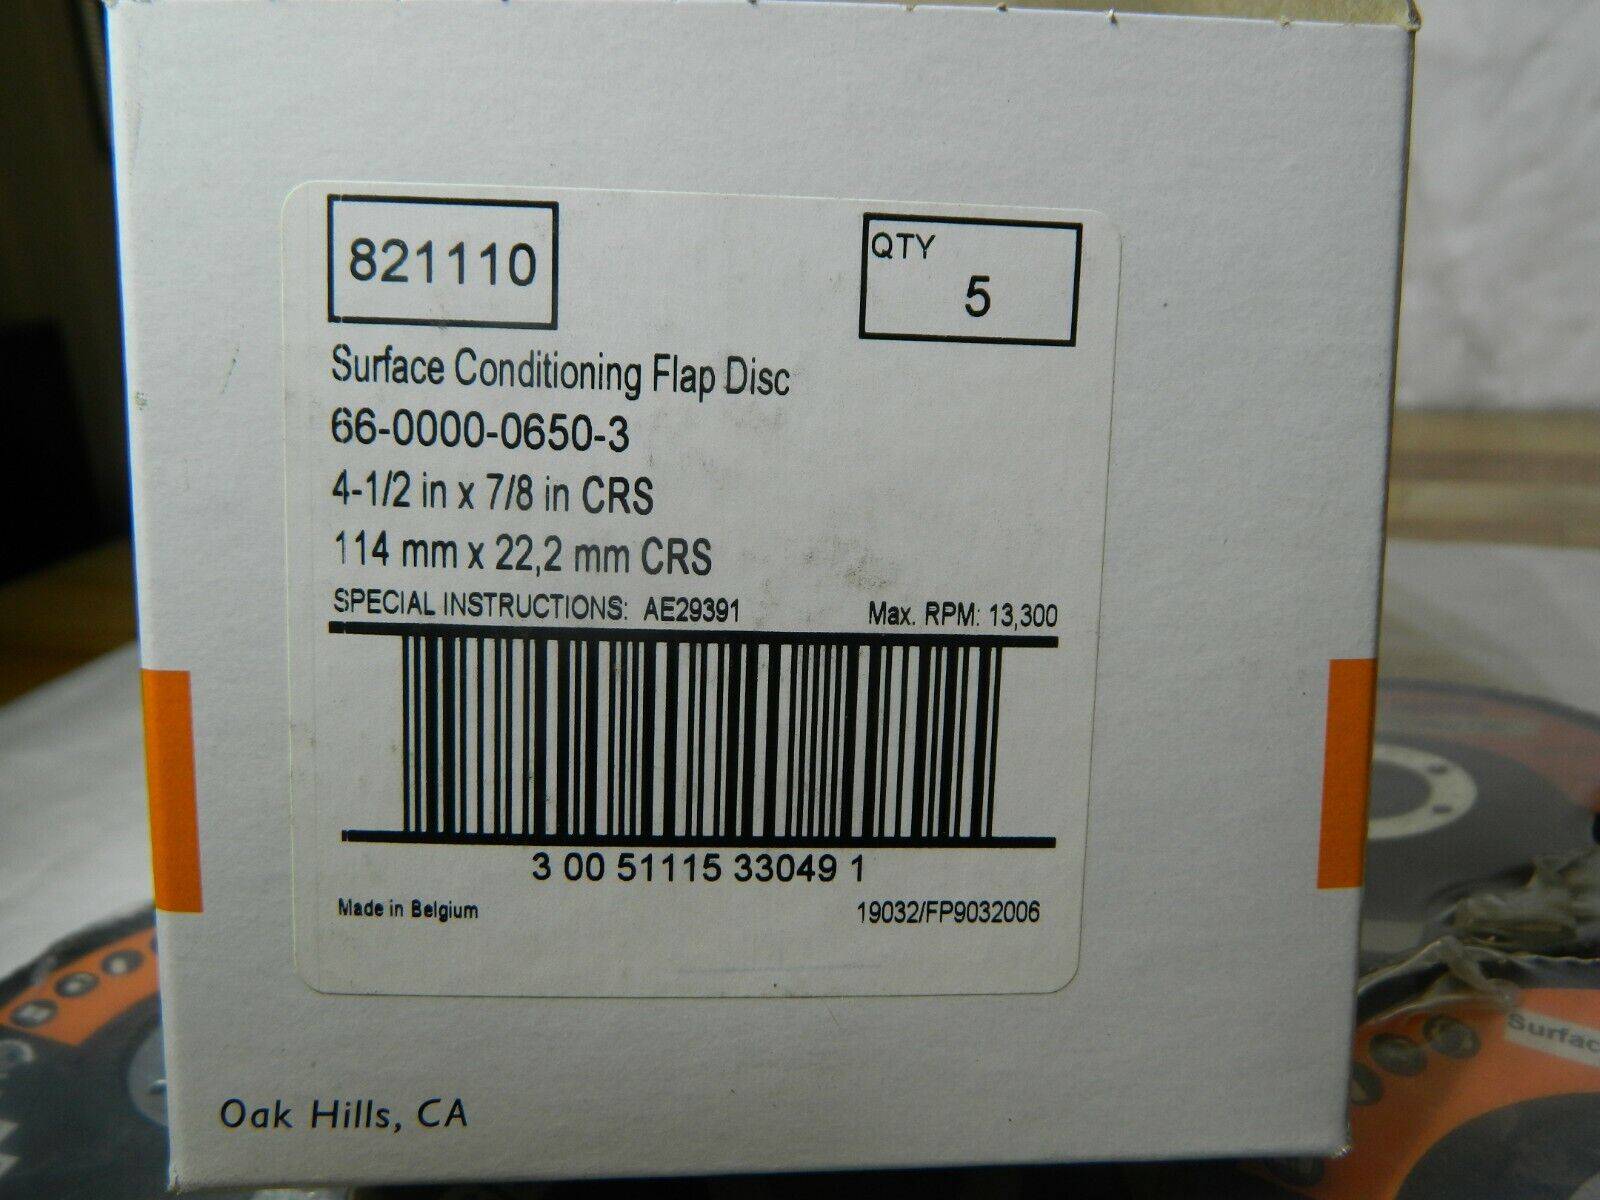 821110
QTY
5
Surface Conditioning Flap Disc
66-0000-0650-3
4-1/2 in x 7/8 in CRS
114 mm x 22,2 mm CRS
SPECIAL INSTRUCTIONS: AE29391 Max. RPM: 13,300
3 00 51115 33049 1
Made in Belgium 19032/FP9032006
Oak Hills, CA